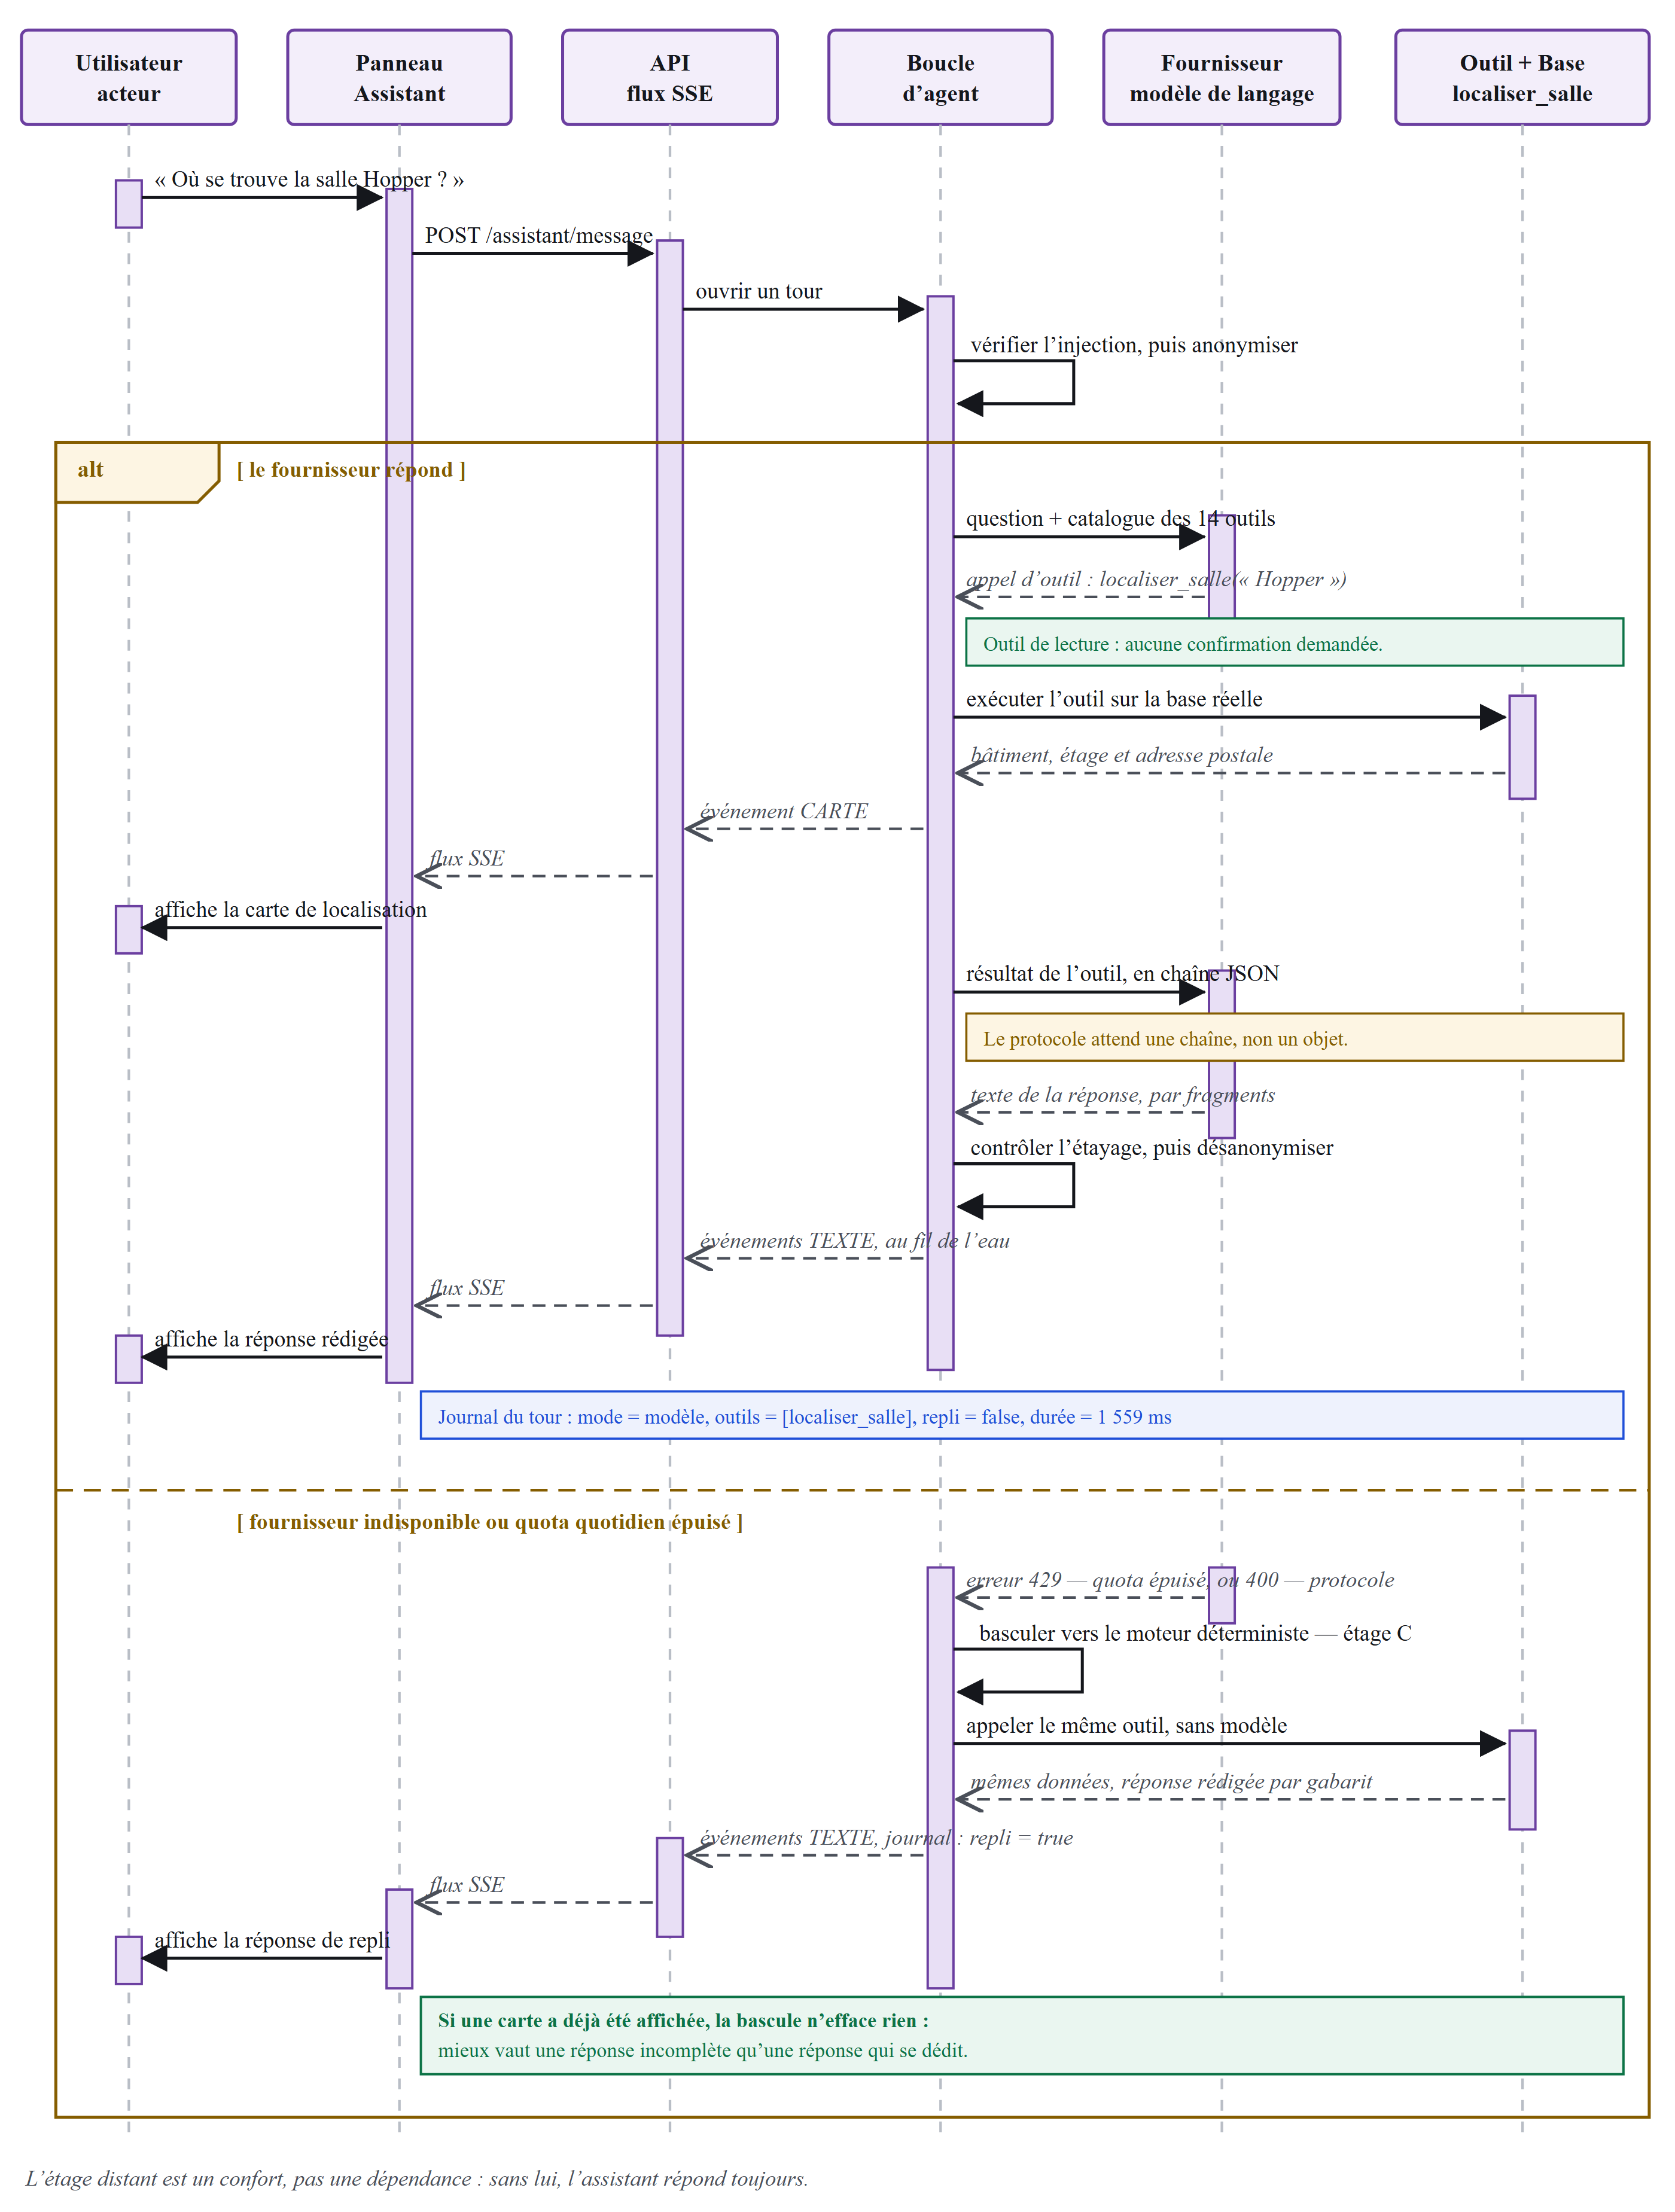 Utilisateur
acteur
Panneau
Assistant
API
flux SSE
Boucle
d’agent
Fournisseur
modèle de langage
Outil + Base
localiser_salle
« Où se trouve la salle Hopper ? »
POST /assistant/message
ouvrir un tour
vérifier l’injection, puis anonymiser
alt
[ le fournisseur répond ]
question + catalogue des 14 outils
appel d’outil : localiser_salle(« Hopper »)
Outil de lecture : aucune confirmation demandée.
exécuter l’outil sur la base réelle
bâtiment, étage et adresse postale
événement CARTE
flux SSE
affiche la carte de localisation
résultat de l’outil, en chaîne JSON
Le protocole attend une chaîne, non un objet.
texte de la réponse, par fragments
contrôler l’étayage, puis désanonymiser
événements TEXTE, au fil de l’eau
flux SSE
affiche la réponse rédigée
Journal du tour : mode = modèle, outils = [localiser_salle], repli = false, durée = 1 559 ms
[ fournisseur indisponible ou quota quotidien épuisé ]
erreur 429 — quota épuisé, ou 400 — protocole
basculer vers le moteur déterministe — étage C
appeler le même outil, sans modèle
mêmes données, réponse rédigée par gabarit
événements TEXTE, journal : repli = true
flux SSE
affiche la réponse de repli
Si une carte a déjà été affichée, la bascule n’efface rien :
mieux vaut une réponse incomplète qu’une réponse qui se dédit.
L’étage distant est un confort, pas une dépendance : sans lui, l’assistant répond toujours.